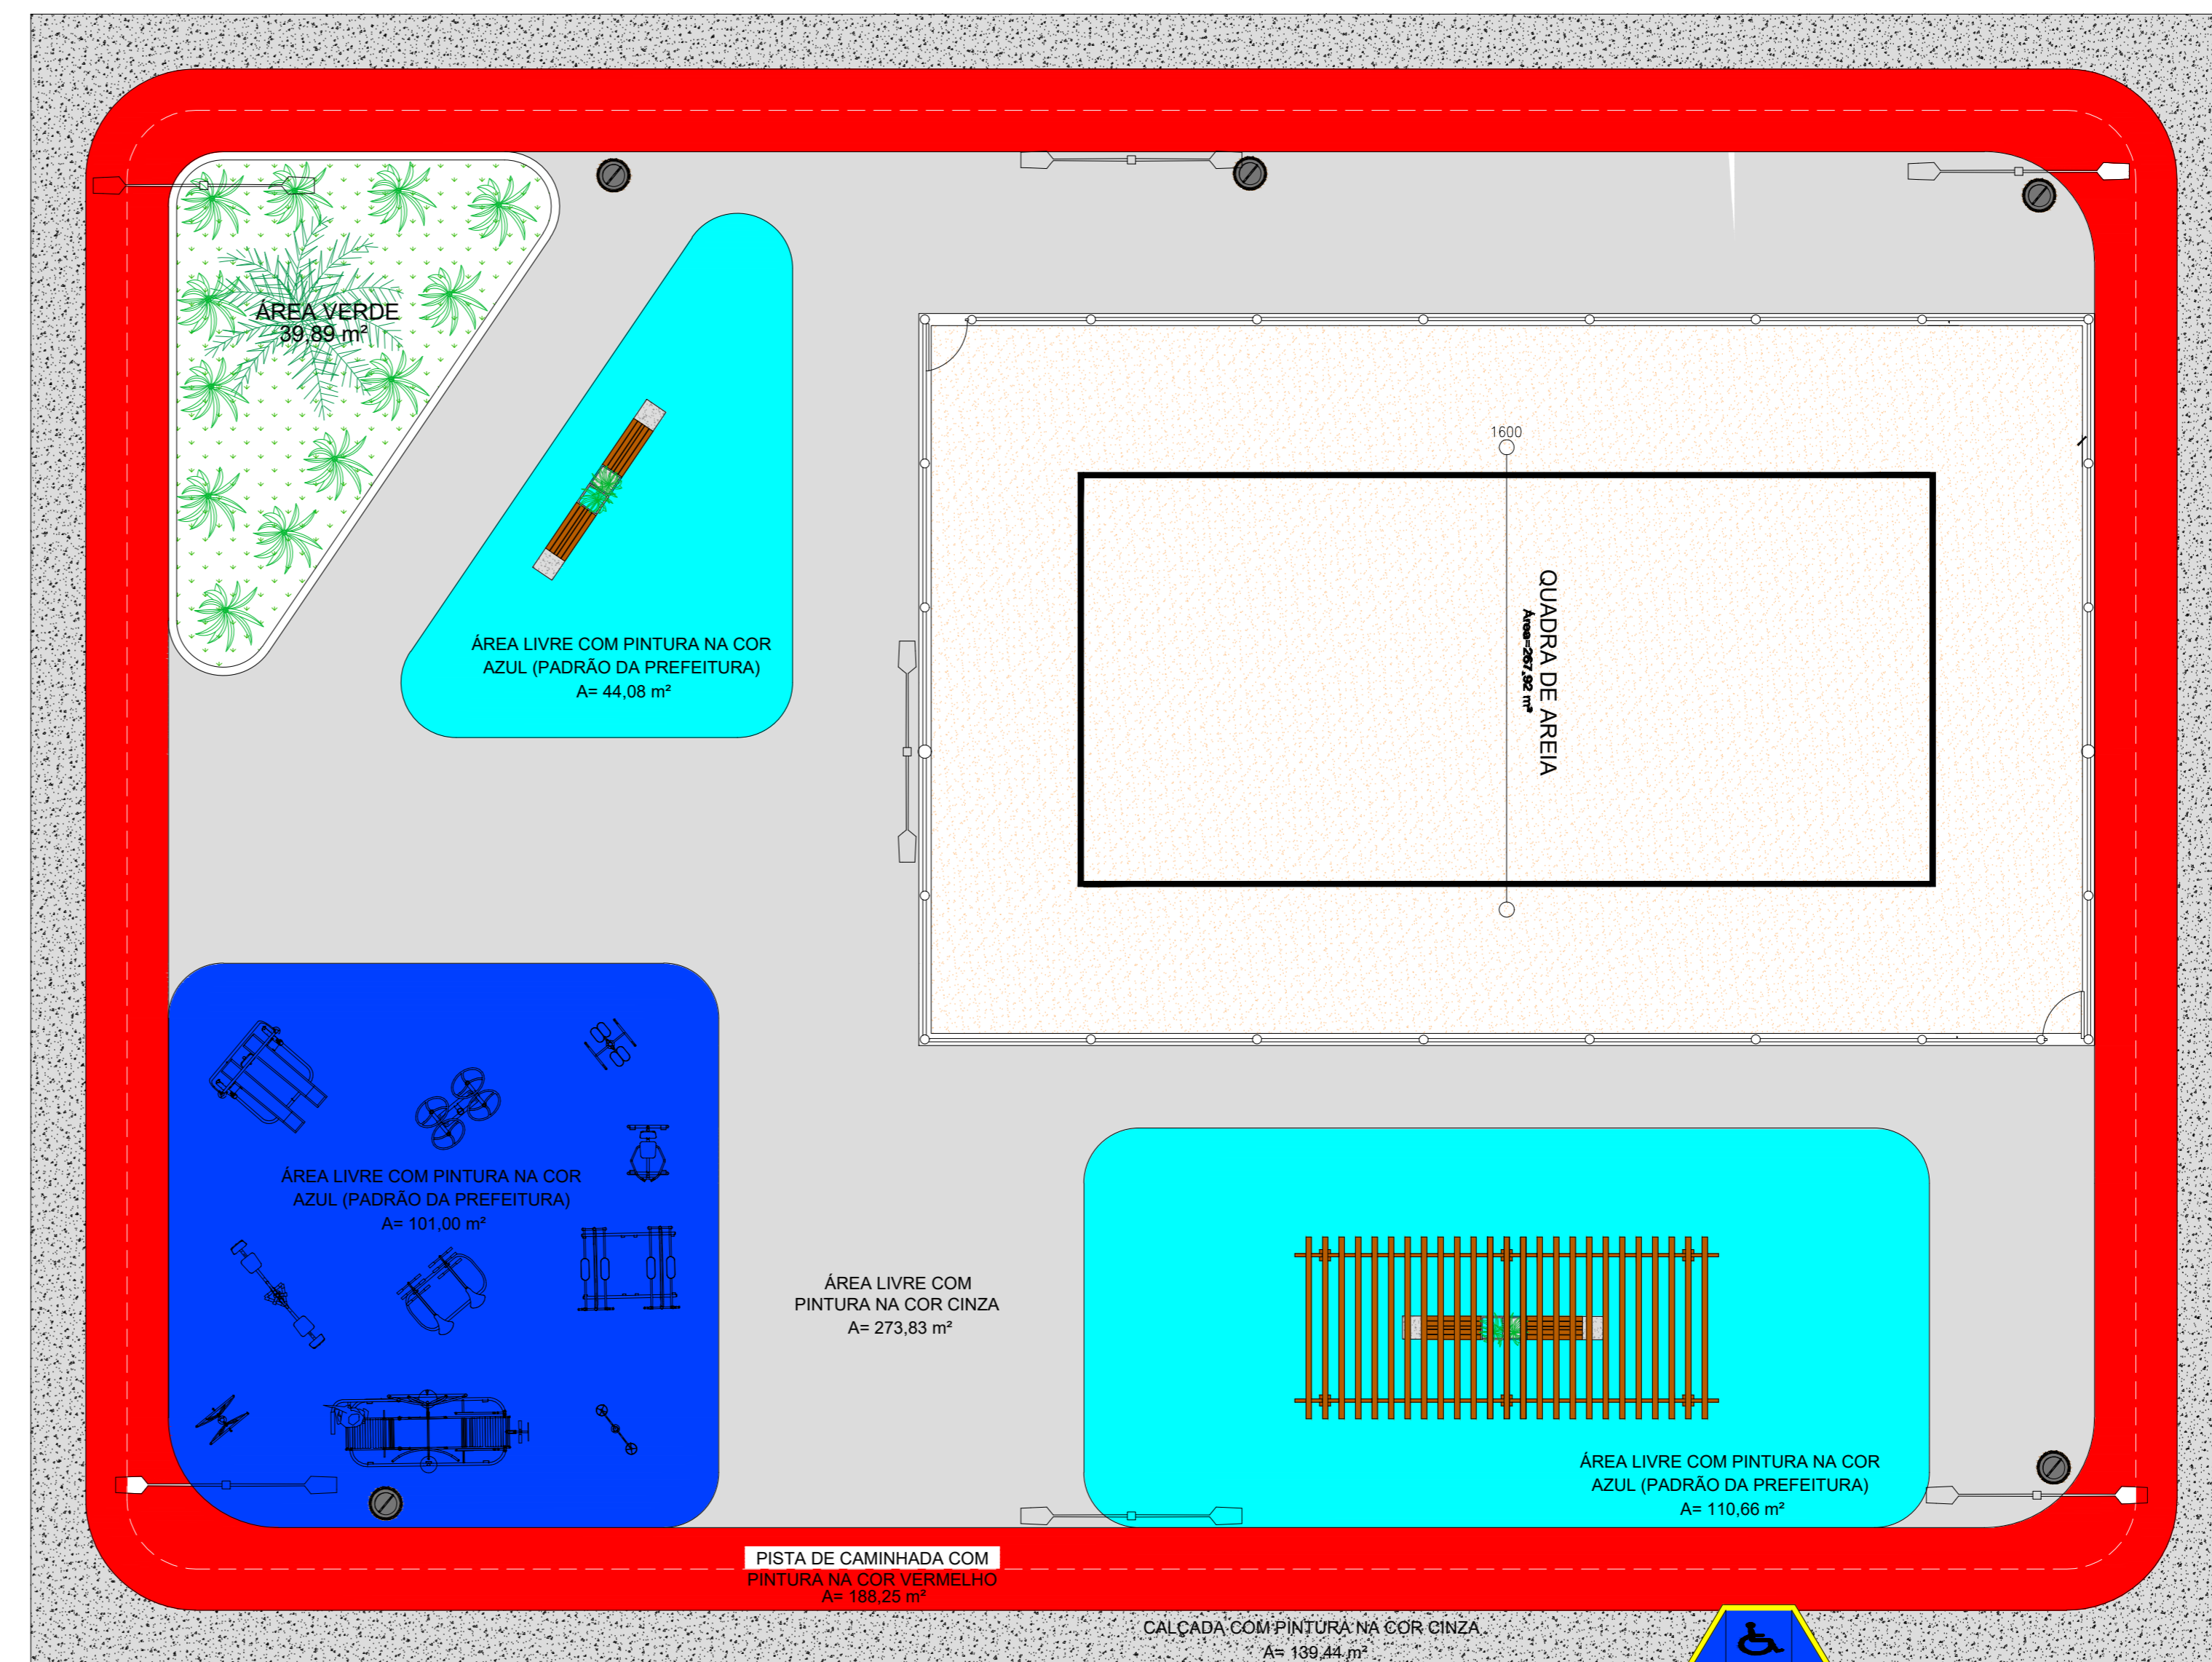 ÁREA VERDE
39,89 m²
1600
QUADRA DE AREIA
Área=267,92 m²
ÁREA LIVRE COM PINTURA NA COR
AZUL (PADRÃO DA PREFEITURA)
A= 44,08 m²
ÁREA LIVRE COM PINTURA NA COR
AZUL (PADRÃO DA PREFEITURA)
A= 101,00 m²
ÁREA LIVRE COM
PINTURA NA COR CINZA
A= 273,83 m²
ÁREA LIVRE COM PINTURA NA COR
AZUL (PADRÃO DA PREFEITURA)
A= 110,66 m²
PISTA DE CAMINHADA COM
PINTURA NA COR VERMELHO
A= 188,25 m²
CALÇADA COM PINTURA NA COR CINZA
A= 139,44 m²